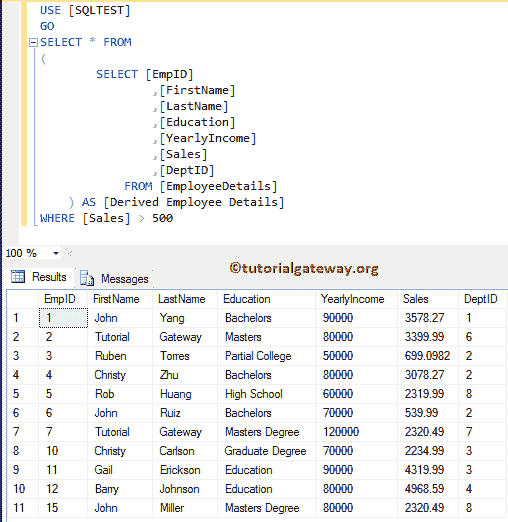 USE [SQLTEST]
GO
SELECT * FROM
(
SELECT [EmpID]
,[FirstName]
,[LastName]
,[Education]
,[YearlyIncome]
,[Sales]
,[DeptID]
FROM [EmployeeDetails]
) AS [Derived Employee Details]
WHERE [Sales] > 500
100 %
©tutorialgateway.org
Results Messages
EmpID FirstName LastName Education YearlyIncome Sales DeptID
1 1 John Yang Bachelors 90000 3578.27 1
2 2 Tutorial Gateway Masters 80000 3399.99 6
3 3 Ruben Torres Partial College 50000 699.0982 2
4 4 Christy Zhu Bachelors 80000 3078.27 2
5 5 Rob Huang High School 60000 2319.99 8
6 6 John Ruiz Bachelors 70000 539.99 2
7 7 Tutorial Gateway Masters Degree 120000 2320.49 7
8 10 Christy Carlson Graduate Degree 70000 2234.99 3
9 11 Gail Erickson Education 90000 4319.99 3
10 12 Barry Johnson Education 80000 4968.59 4
11 15 John Miller Masters Degree 80000 2320.49 8